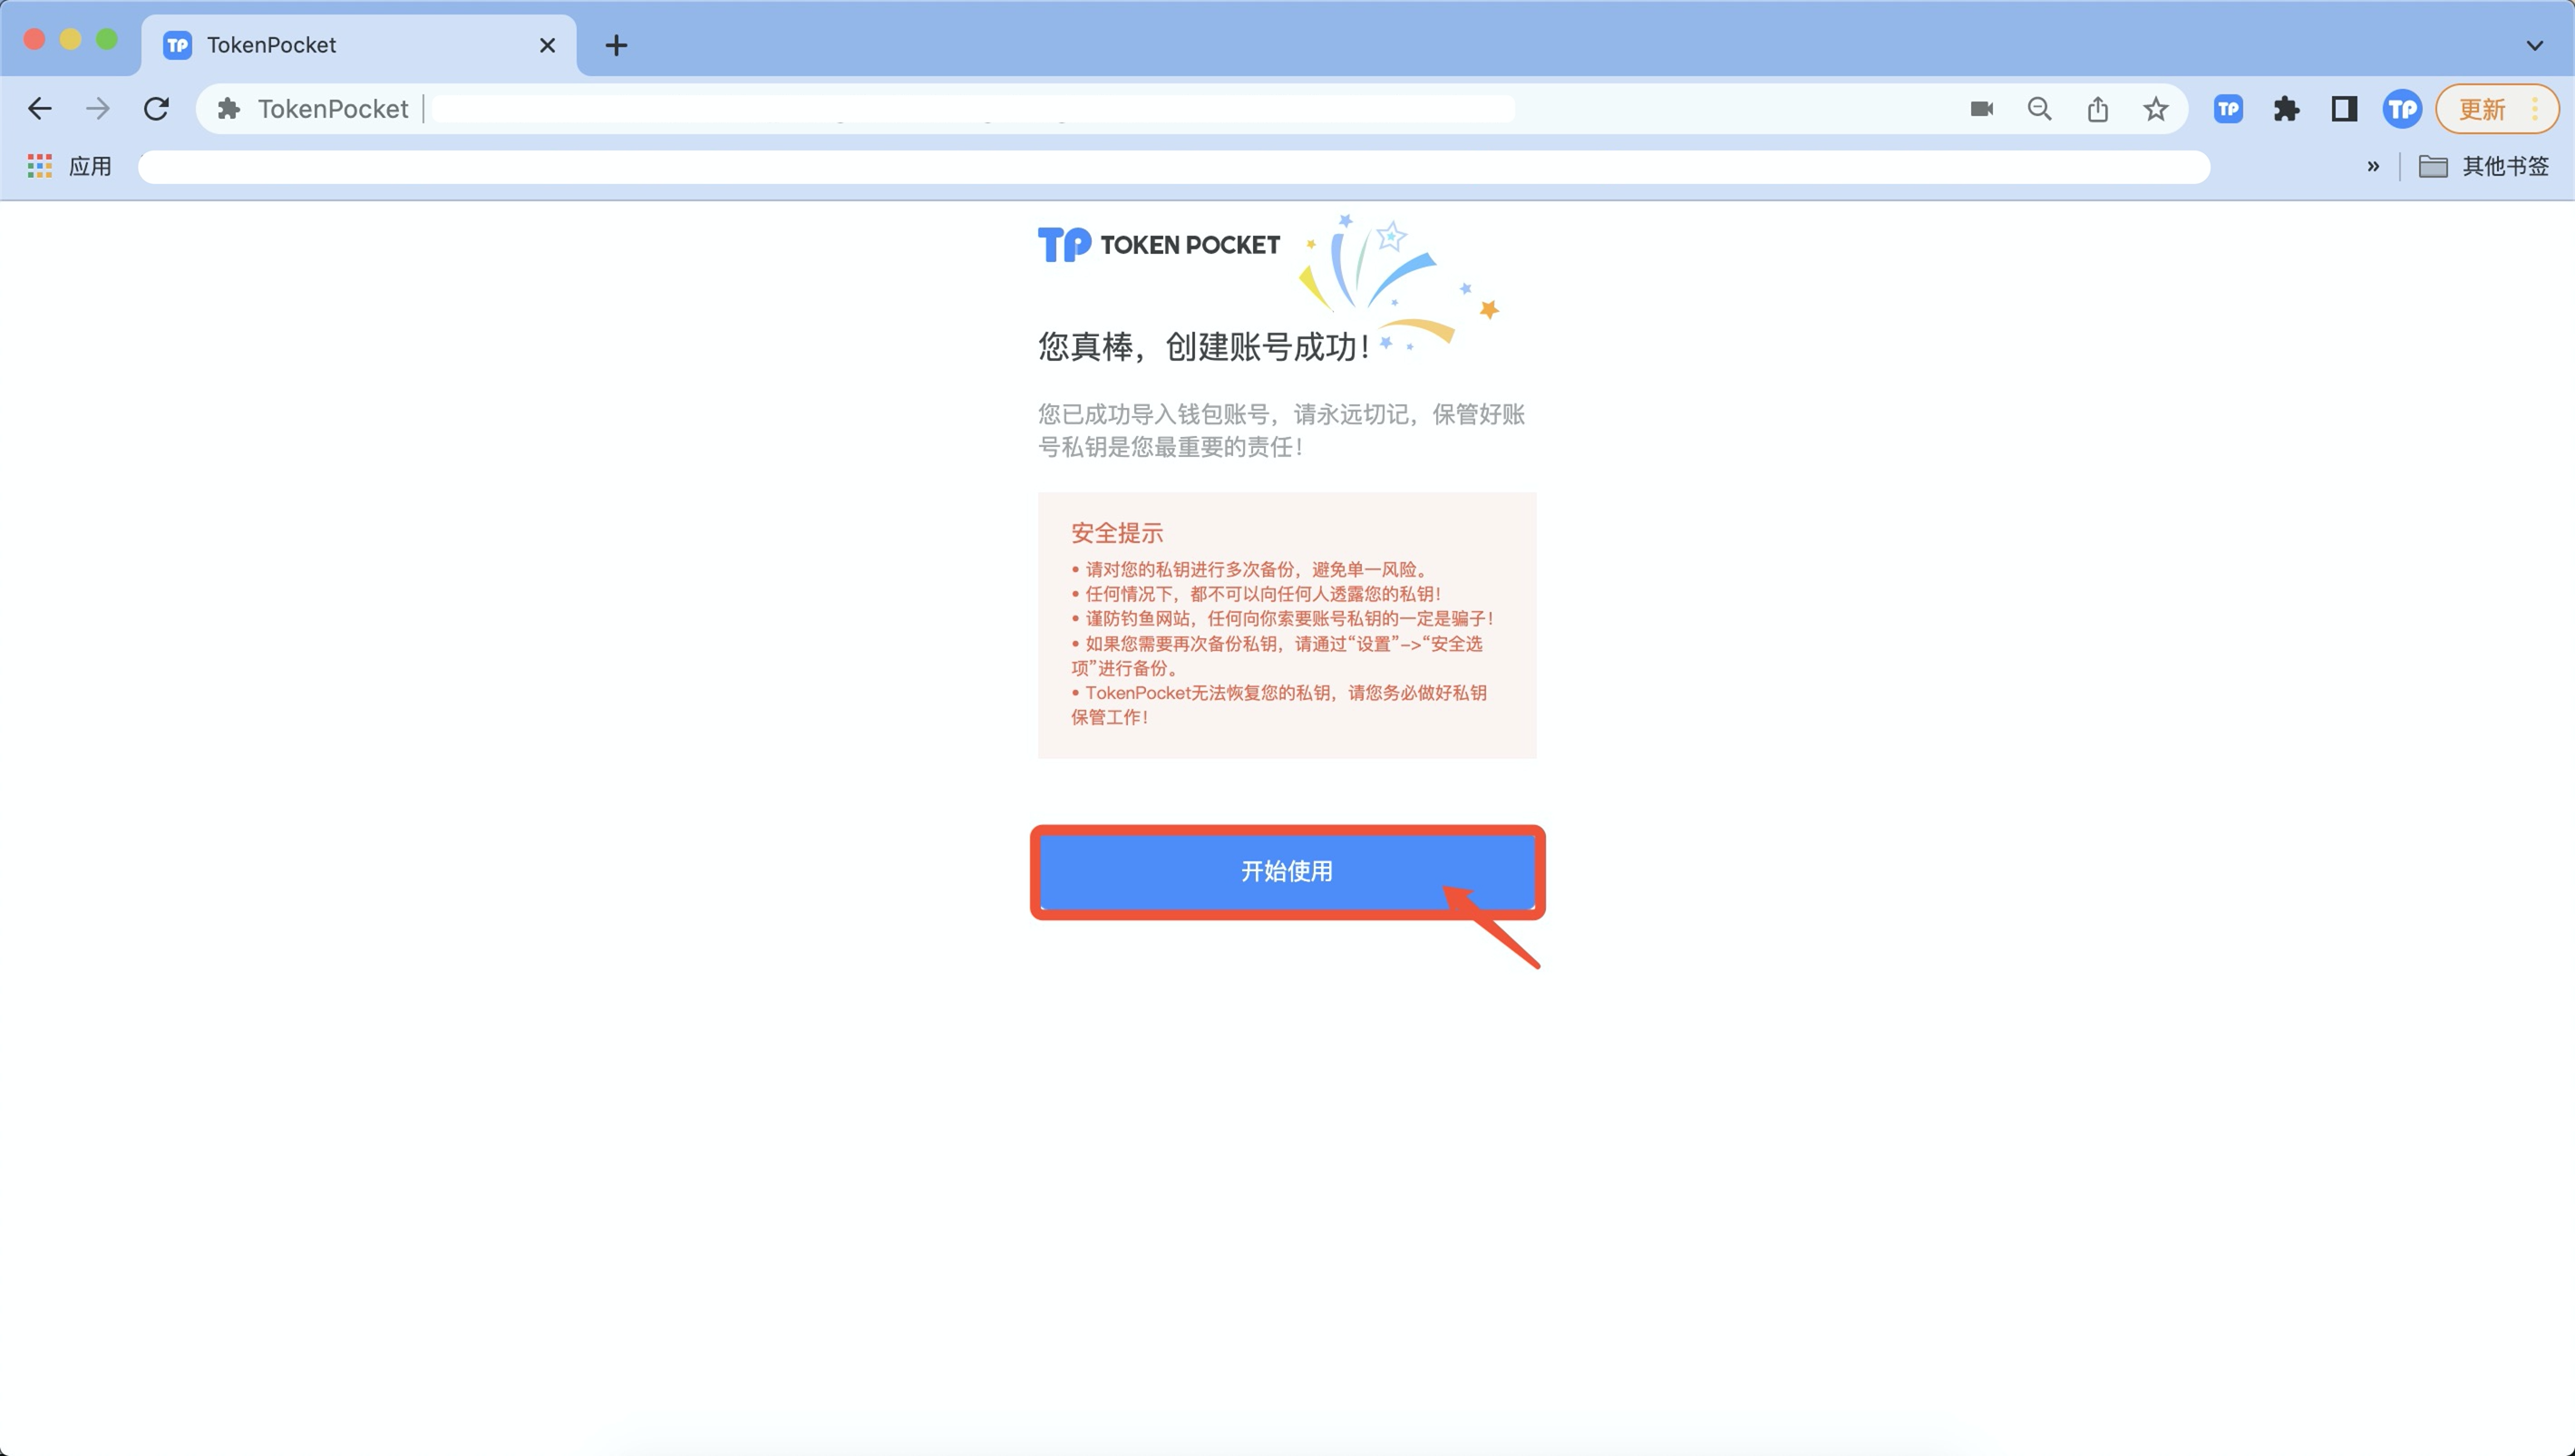 TP TokenPocket
TokenPocket
TP
TP
更新
应用
»
其他书签
TP TOKEN POCKET
您真棒，创建账号成功！
您已成功导入钱包账号，请永远切记，保管好账
号私钥是您最重要的责任！
安全提示
• 请对您的私钥进行多次备份，避免单一风险。
• 任何情况下，都不可以向任何人透露您的私钥！
• 谨防钓鱼网站，任何向你索要账号私钥的一定是骗子！
• 如果您需要再次备份私钥，请通过“设置”->“安全选
项”进行备份。
• TokenPocket无法恢复您的私钥，请您务必做好私钥
保管工作！
开始使用